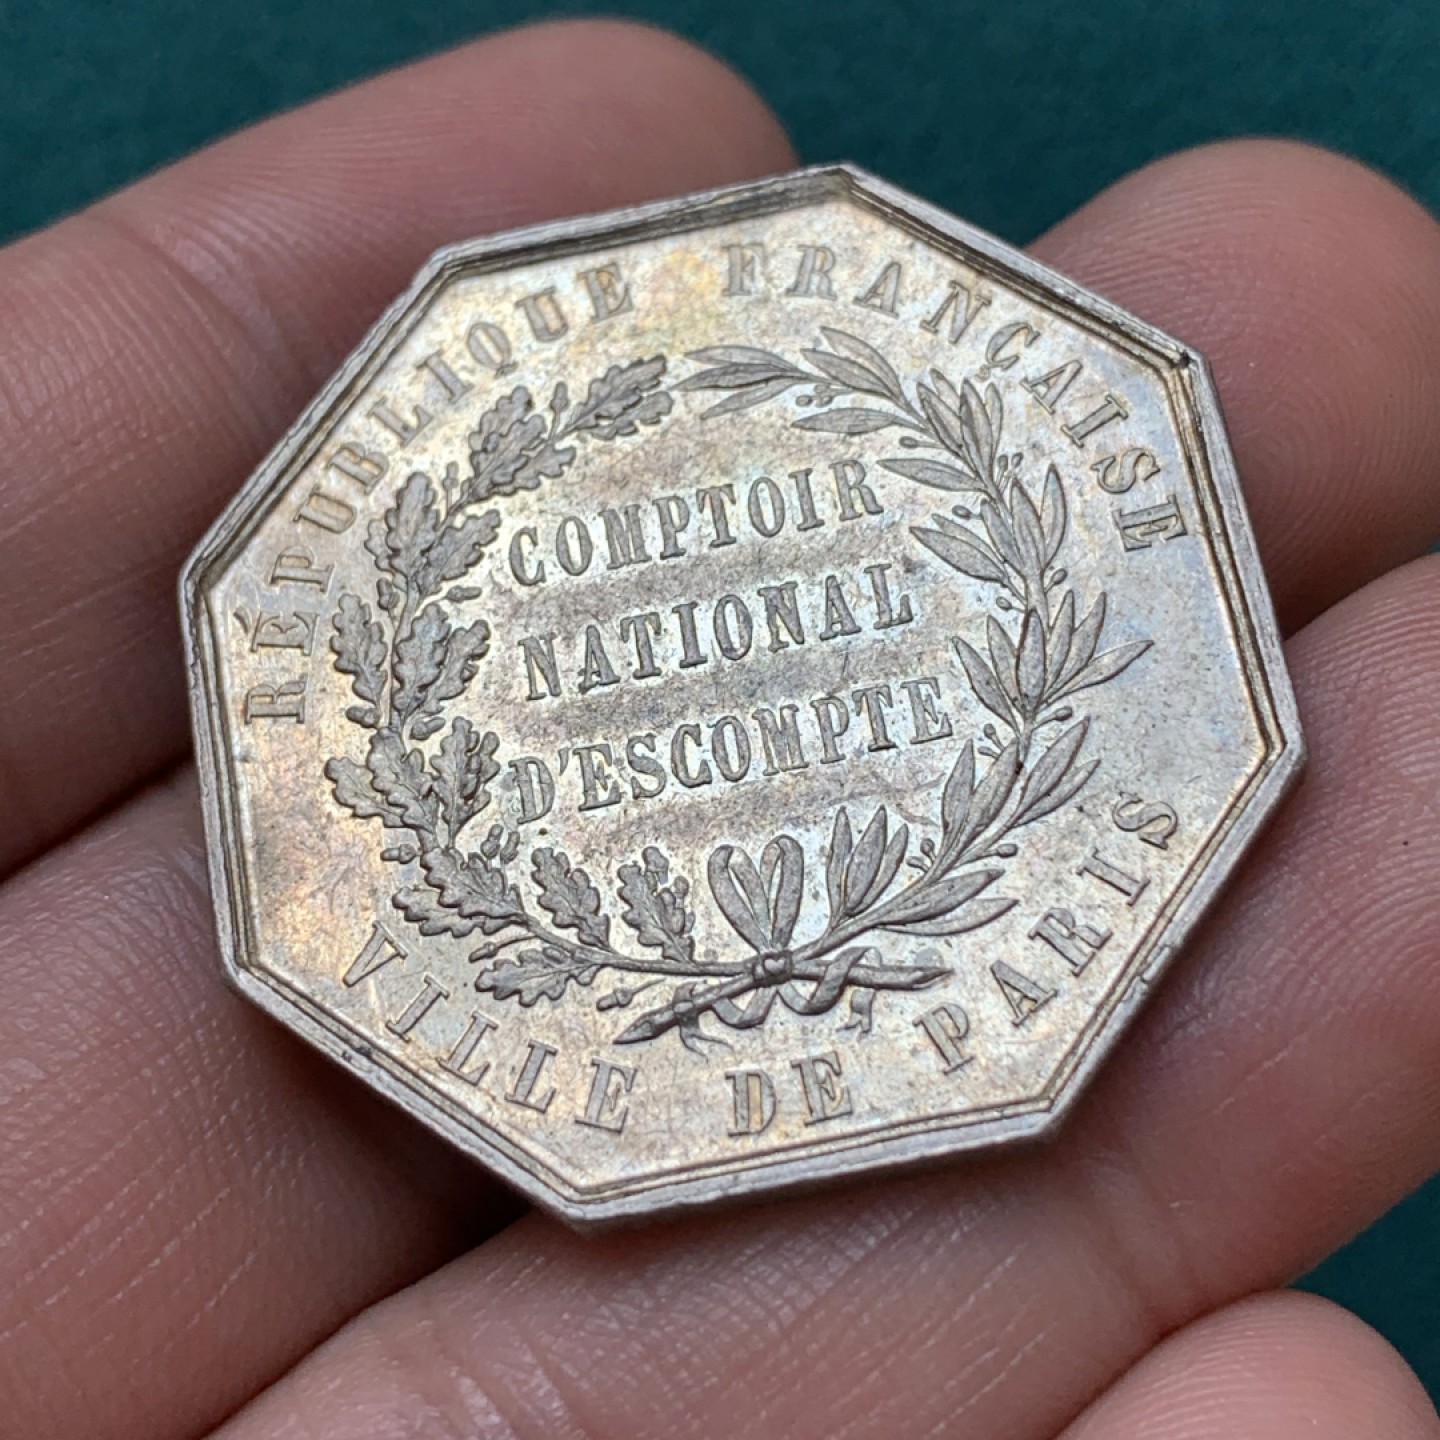 RÉPUBLIQUE FRANÇAISE
COMPTOIR
NATIONAL
D'ESCOMPTE
VILLE DE PARIS